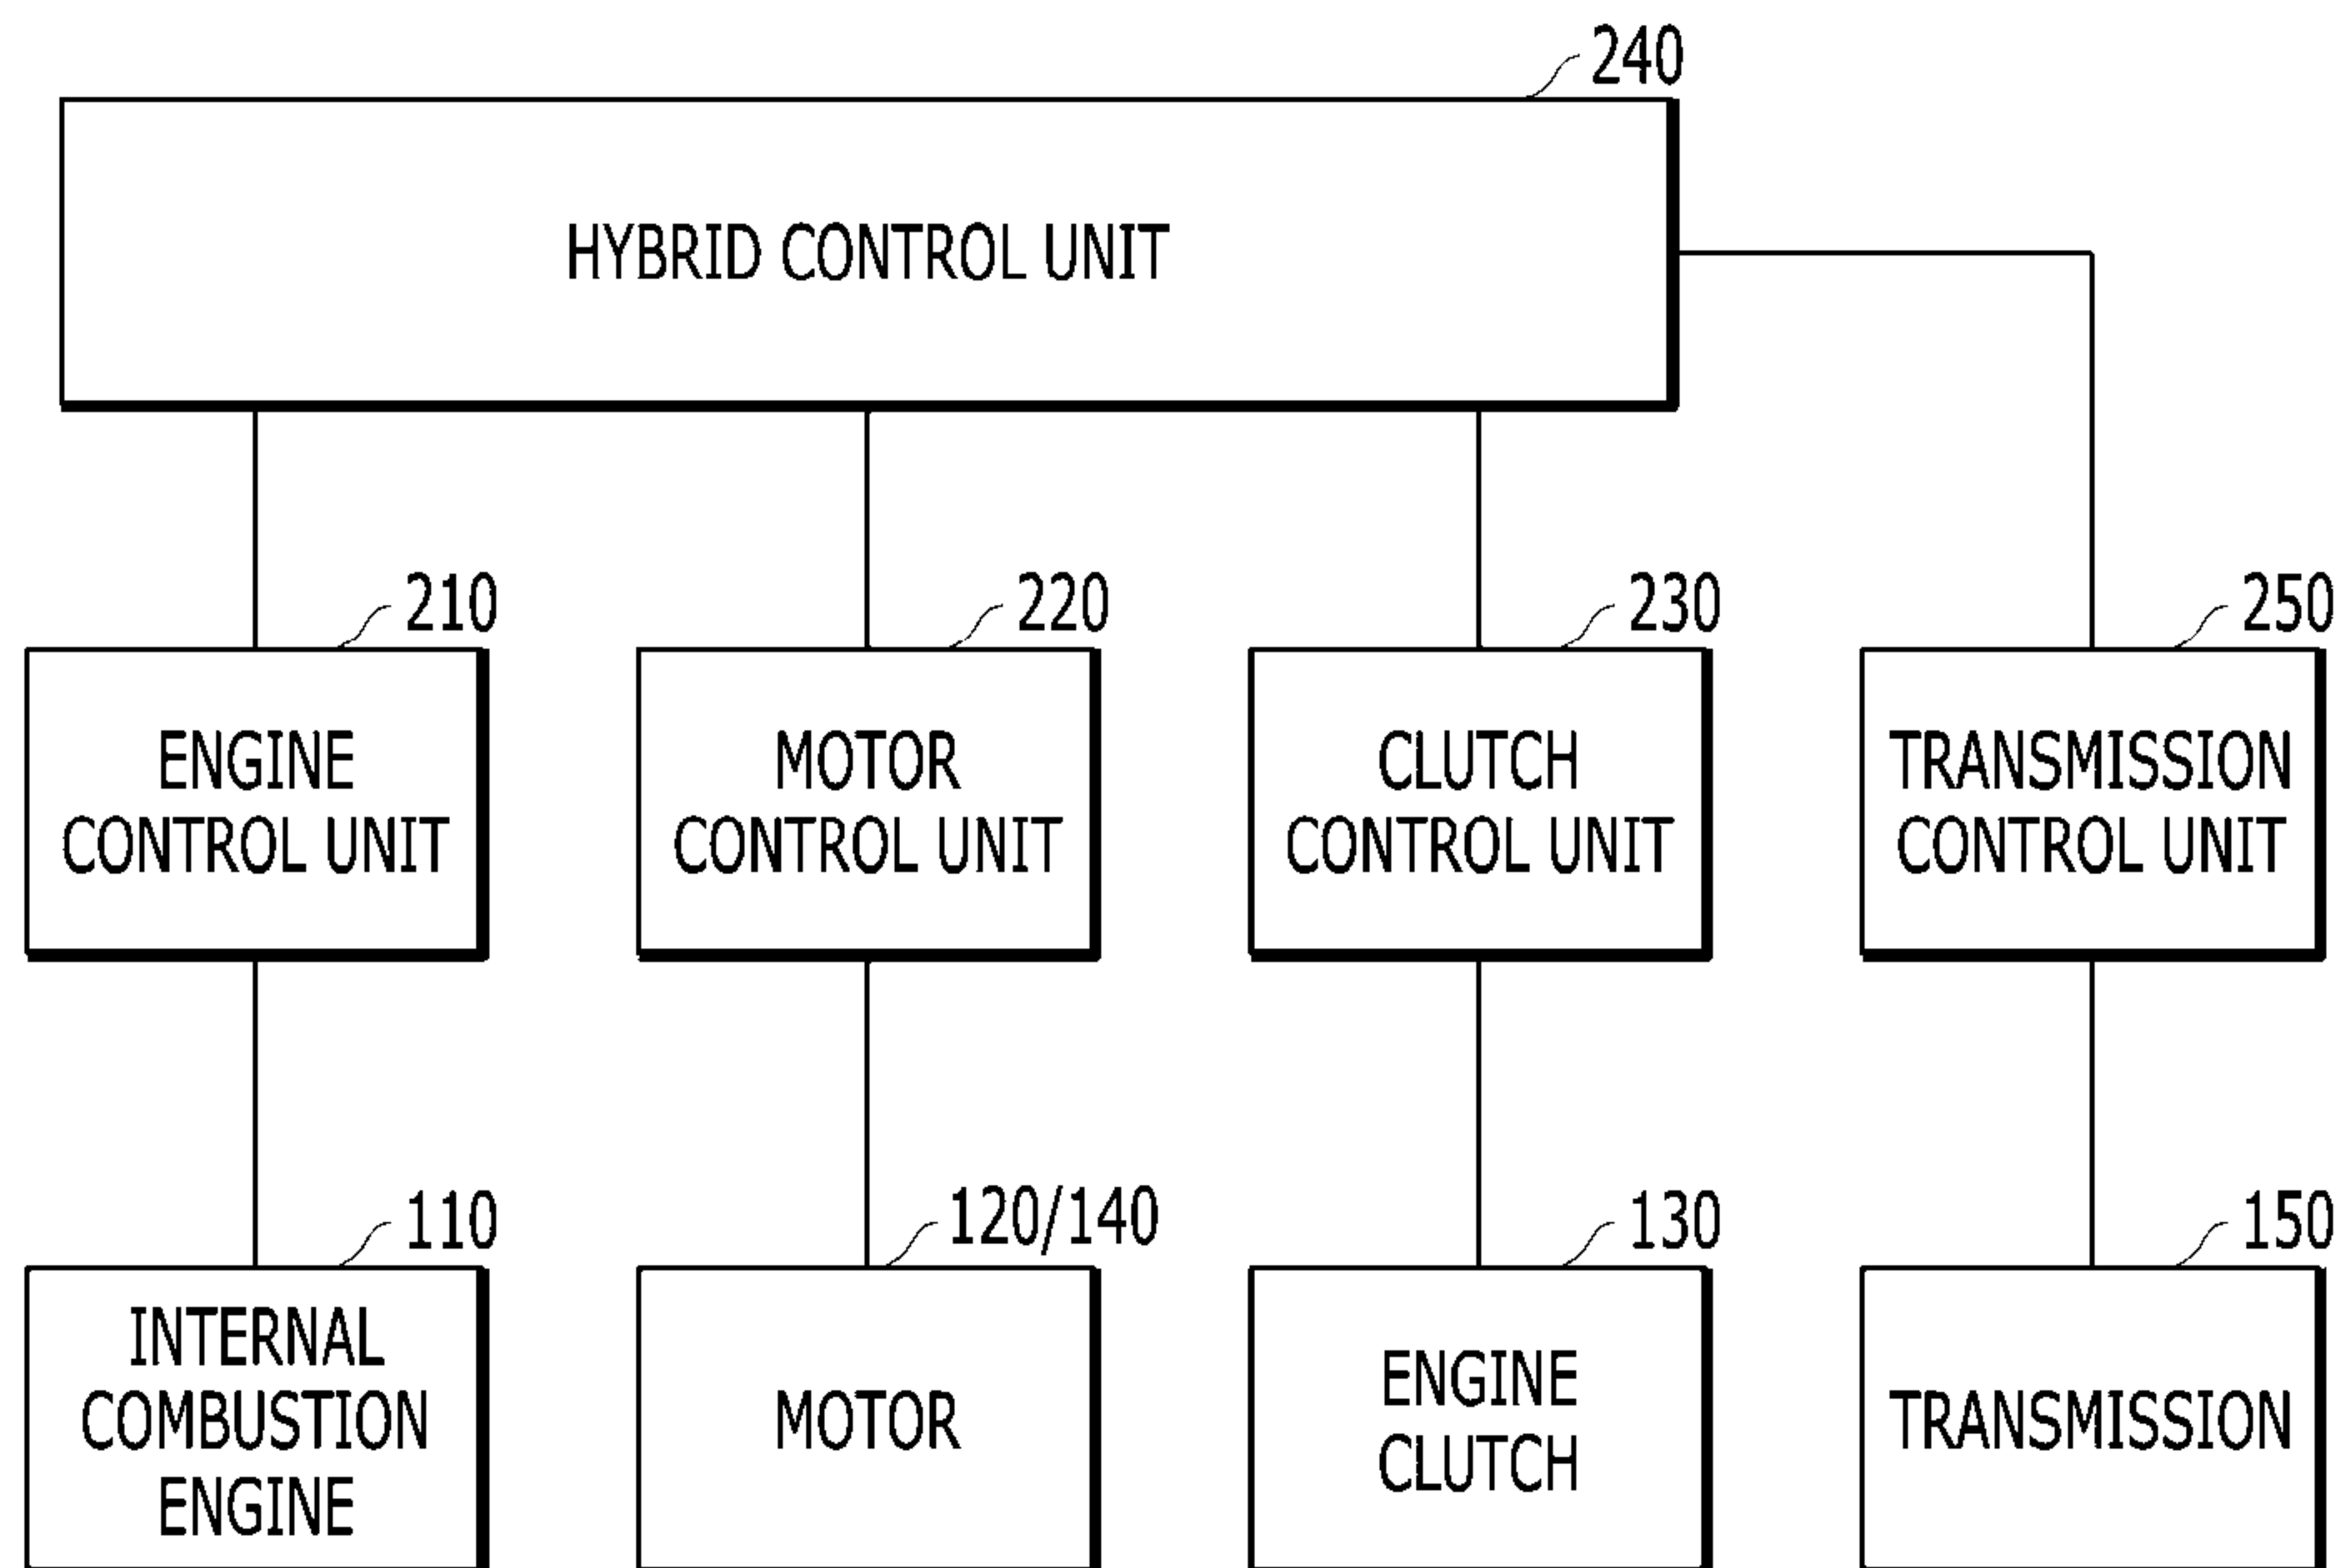 240
HYBRID CONTROL UNIT
210
220
230
250
ENGINE
CONTROL UNIT
MOTOR
CONTROL UNIT
CLUTCH
CONTROL UNIT
TRANSMISSION
CONTROL UNIT
110
120/140
130
150
INTERNAL
COMBUSTION
ENGINE
MOTOR
ENGINE
CLUTCH
TRANSMISSION